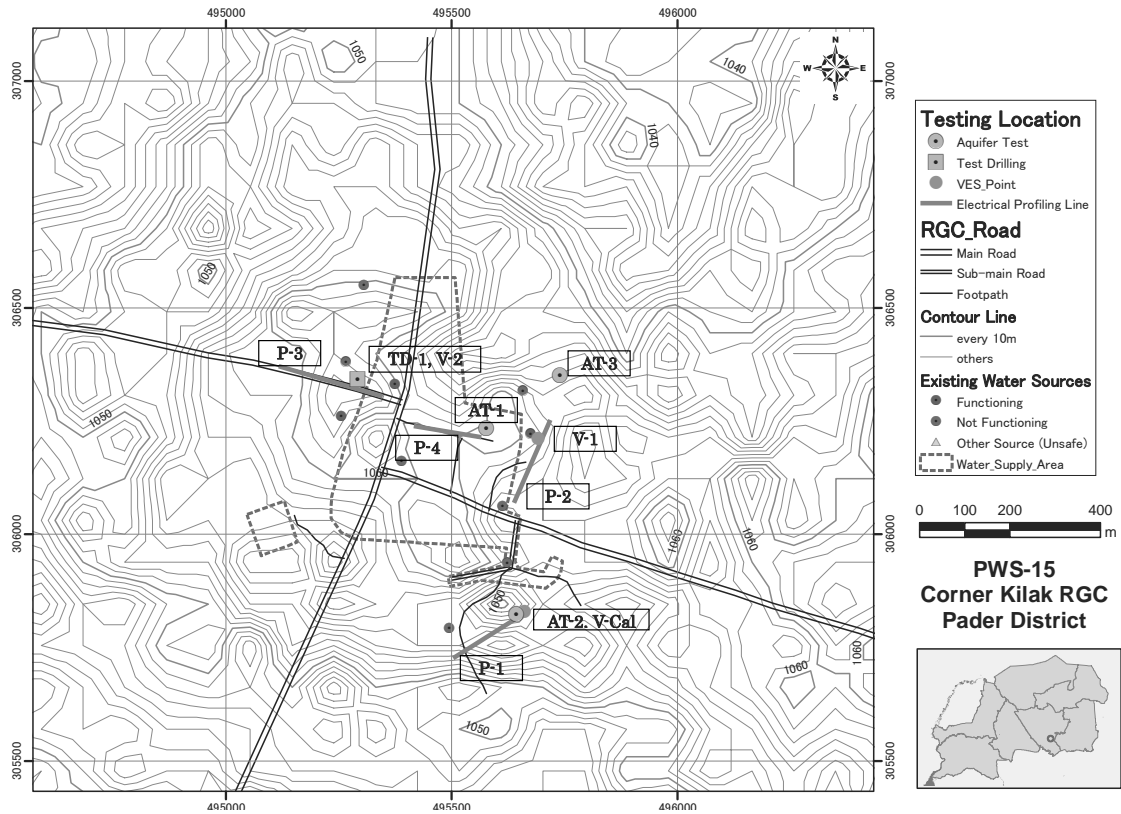 495000
495500
496000
307000
307000
1050
1040
N
W
E
S
1040
1050
306500
306500
P-3
TD-1, V-2
AT-3
AT-1
1050
P-4
V-1
1060
P-2
306000
306000
1060
1060
1050
AT-2. V-Cal
P-1
1060
1060
1050
305500
305500
495000
495500
496000
Testing Location
Aquifer Test
Test Drilling
VES_Point
Electrical Profiling Line
RGC_Road
Main Road
Sub-main Road
Footpath
Contour Line
every 10m
others
Existing Water Sources
Functioning
Not Functioning
Other Source (Unsafe)
Water_Supply_Area
0 100 200 400
m
PWS-15
Corner Kilak RGC
Pader District